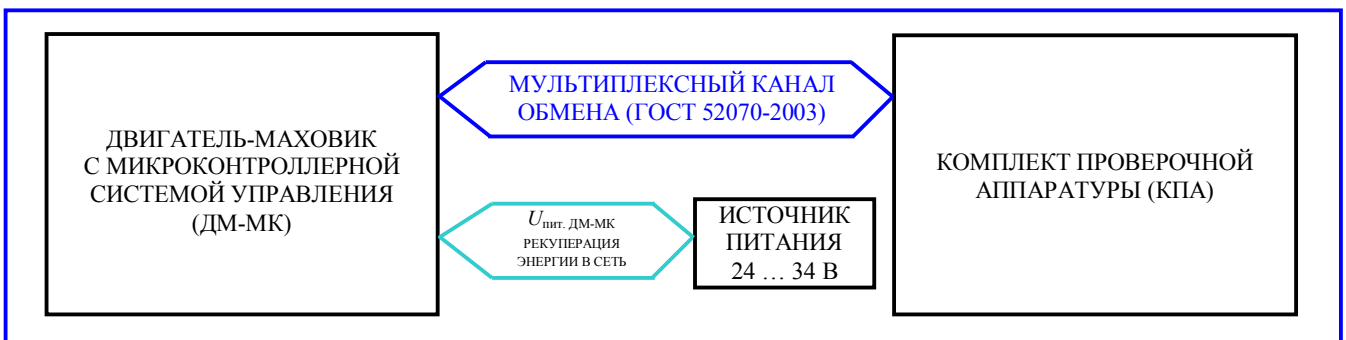 ДВИГАТЕЛЬ-МАХОВИК
С МИКРОКОНТРОЛЛЕРНОЙ
СИСТЕМОЙ УПРАВЛЕНИЯ
(ДМ-МК)
МУЛЬТИПЛЕКСНЫЙ КАНАЛ
ОБМЕНА (ГОСТ 52070-2003)
Uпит. ДМ-МК
РЕКУПЕРАЦИЯ
ЭНЕРГИИ В СЕТЬ
ИСТОЧНИК
ПИТАНИЯ
24 … 34 В
КОМПЛЕКТ ПРОВЕРОЧНОЙ
АППАРАТУРЫ (КПА)